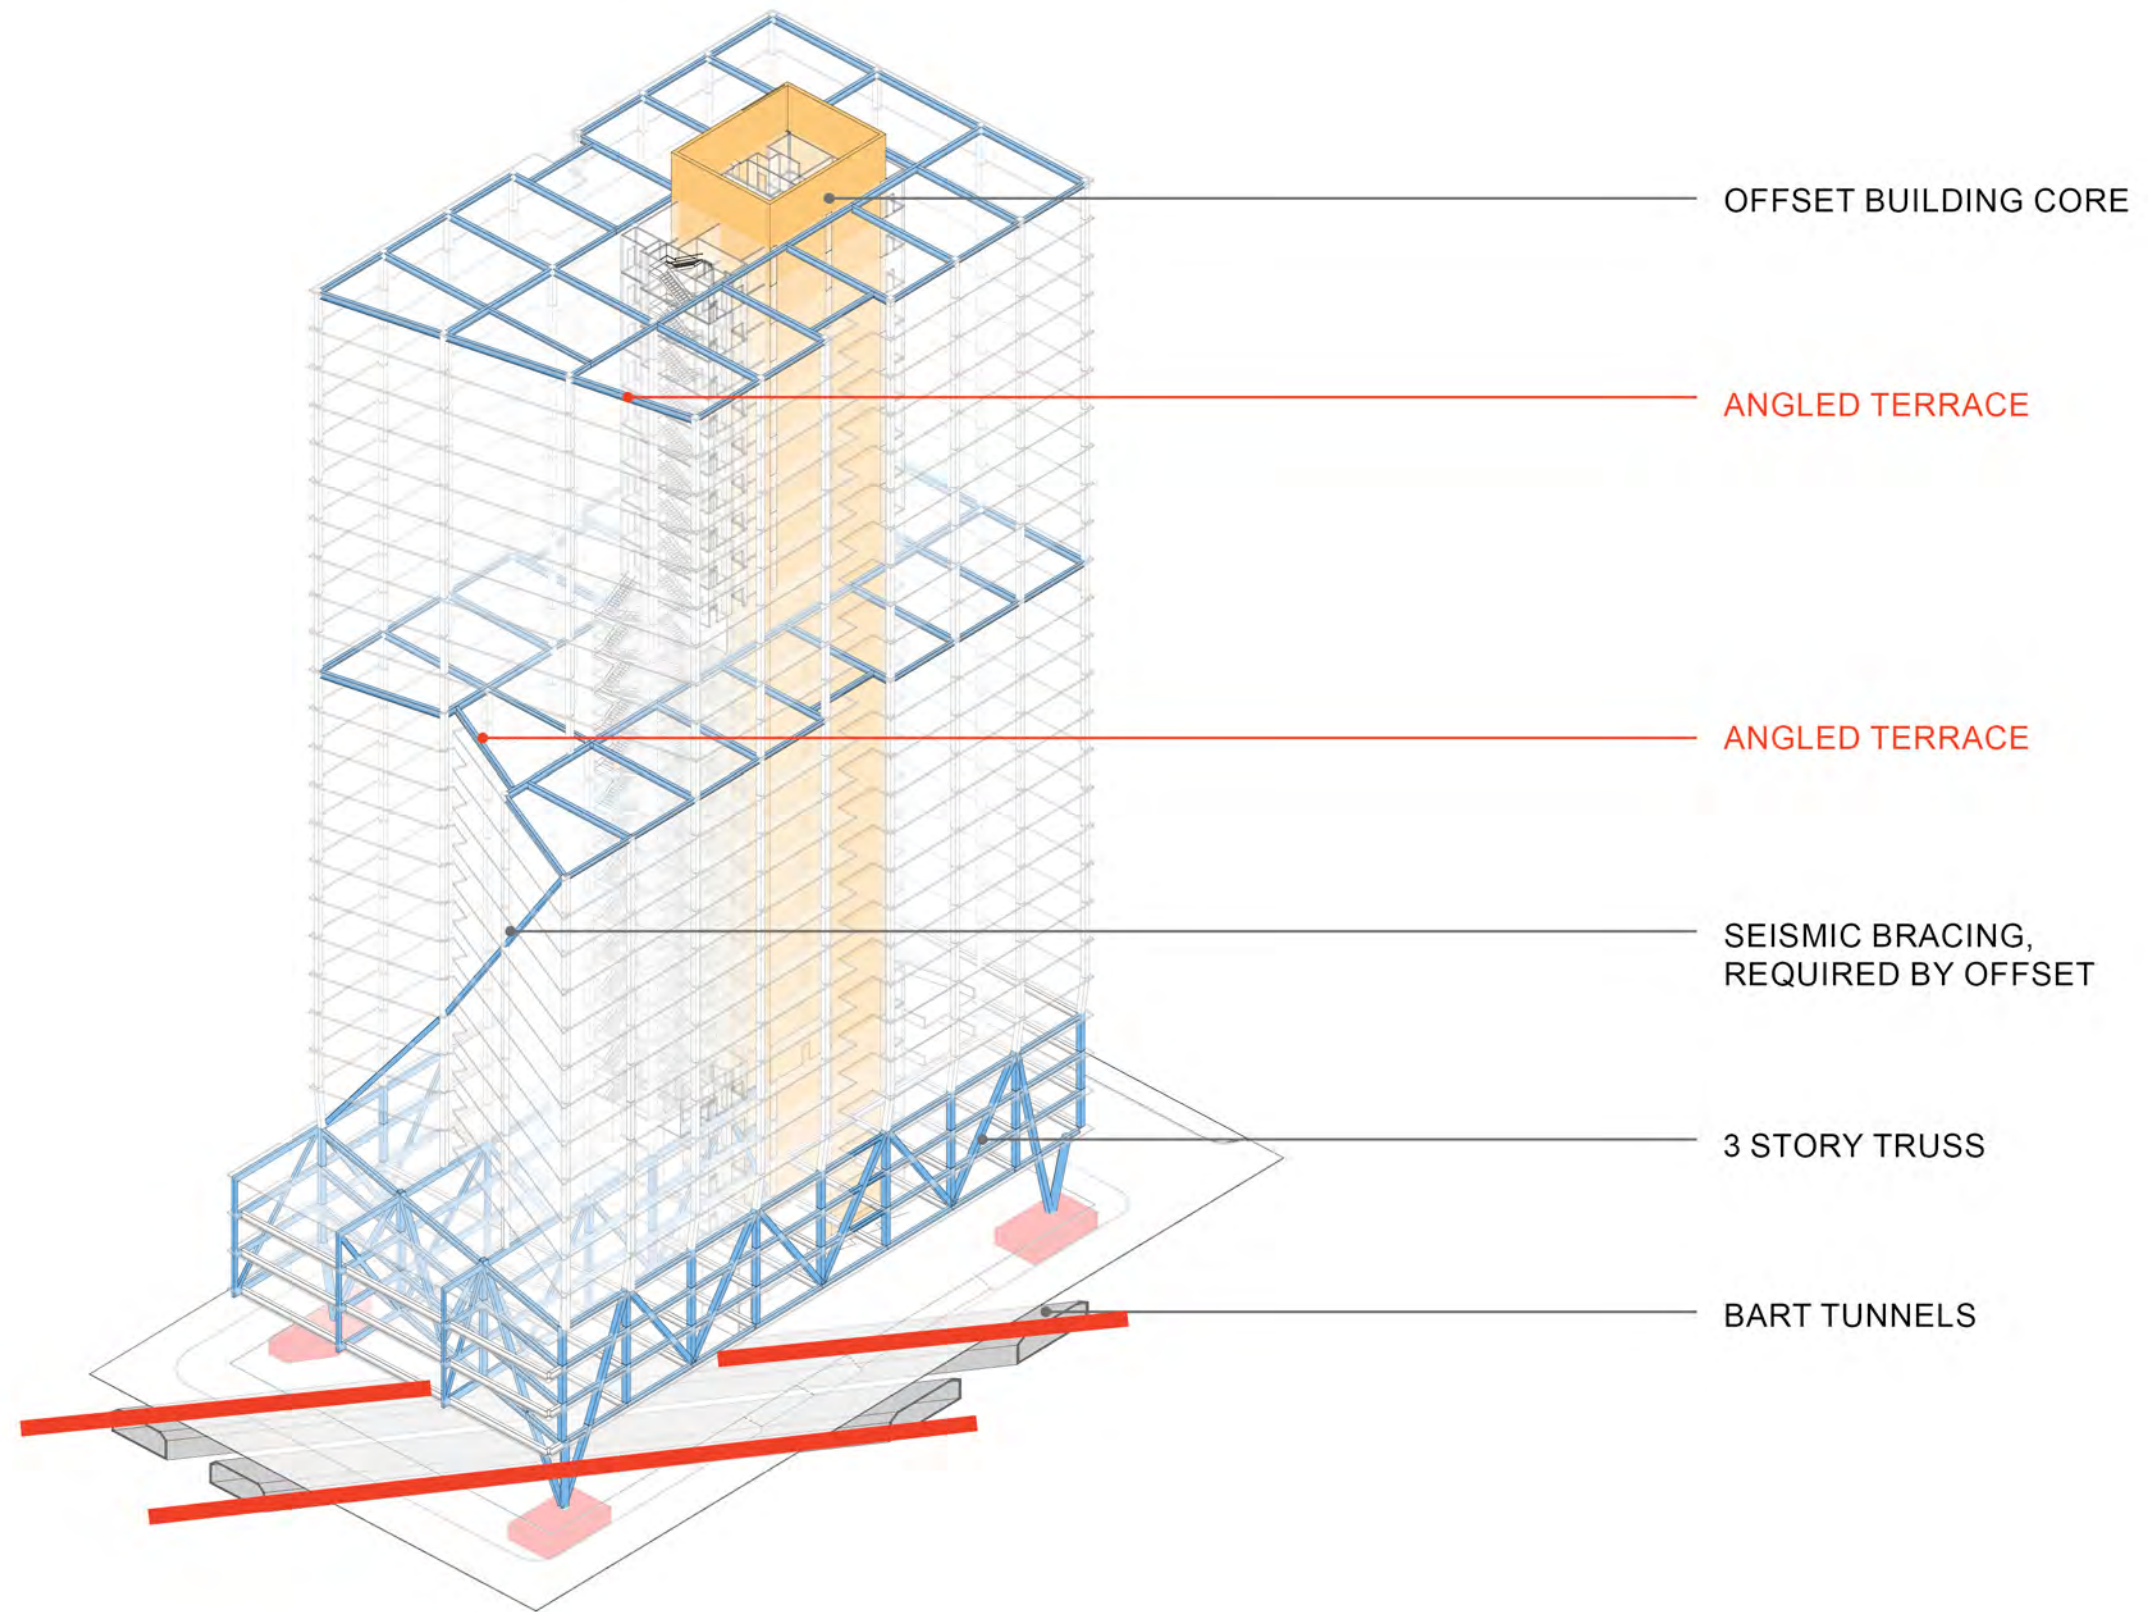 OFFSET BUILDING CORE
ANGLED TERRACE
ANGLED TERRACE
SEISMIC BRACING,
REQUIRED BY OFFSET
3 STORY TRUSS
BART TUNNELS